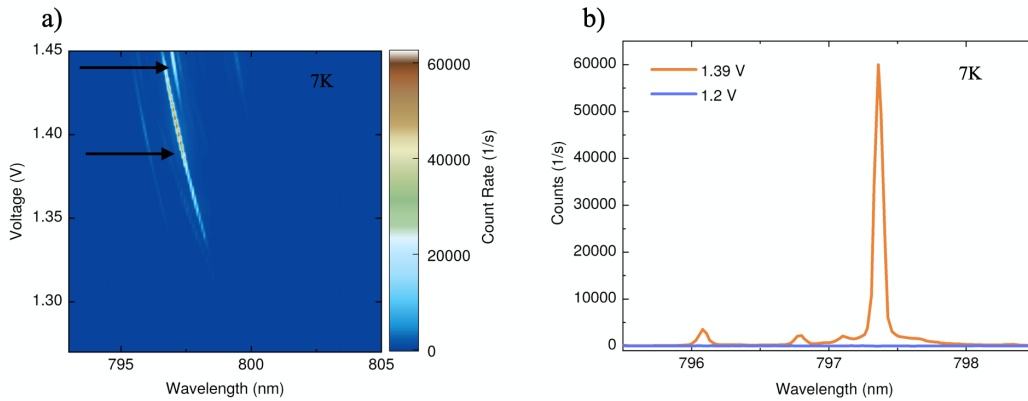 a)
7K
1.45
1.40
1.35
1.30
Voltage (V)
795
800
805
Wavelength (nm)
60000
40000
20000
0
Count Rate (1/s)
b)
7K
1.39 V
1.2 V
60000
50000
40000
30000
20000
10000
0
Counts (1/s)
796
797
798
Wavelength (nm)